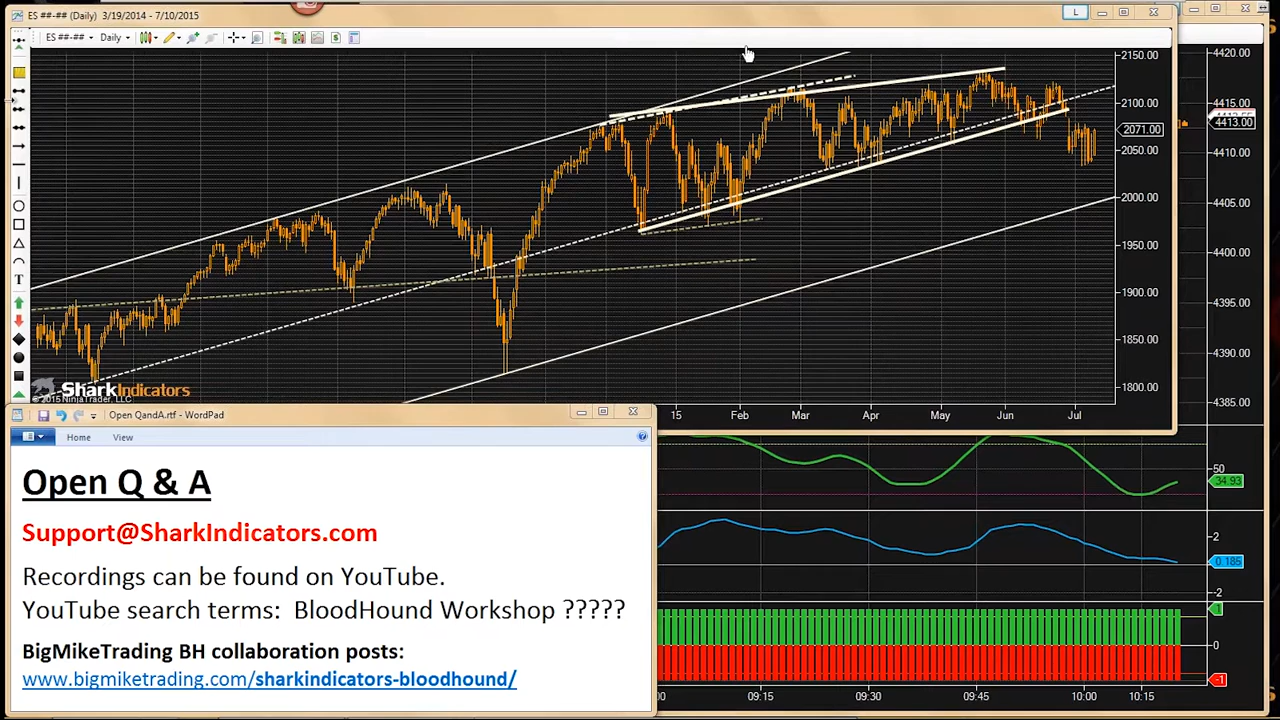 ES ##-## (Daily) 3/19/2014 - 7/10/2015
L
ES ##-## Daily
T
$
2150.00
2100.00
2071.00
2050.00
2000.00
1950.00
1900.00
1850.00
1800.00
SharkIndicators
© 2015 NinjaTrader, LLC
15 Feb Mar Apr May Jun Jul
4420.00
4415.00
4413.00
4410.00
4405.00
4400.00
4395.00
4390.00
4385.00
Open QandA.rtf - WordPad
Home View
Open Q & A
Support@SharkIndicators.com
Recordings can be found on YouTube.
YouTube search terms: BloodHound Workshop ?????
BigMikeTrading BH collaboration posts:
www.bigmiketrading.com/sharkindicators-bloodhound/
50
34.93
2
0.185
-2
1
0
-1
09:15 09:30 09:45 10:00 10:15